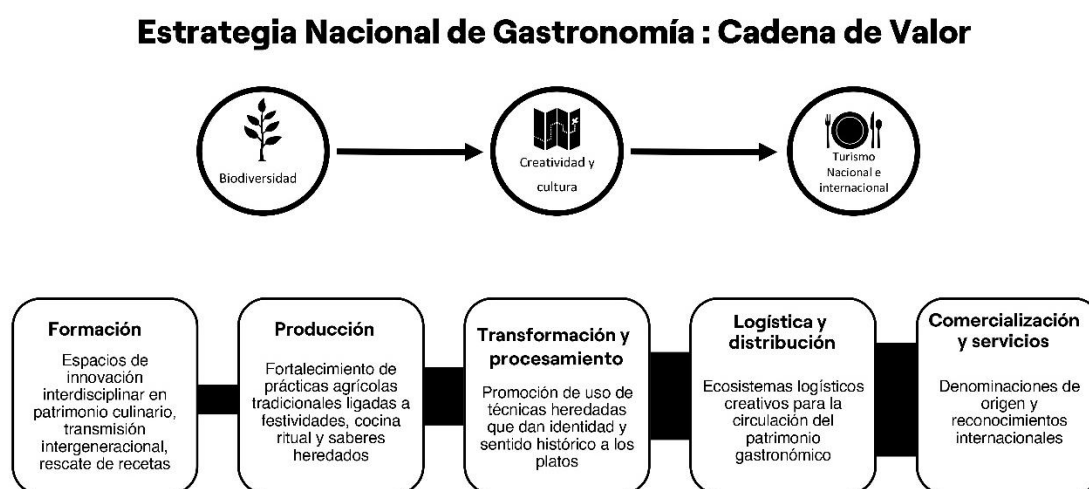 Estrategia Nacional de Gastronomía : Cadena de Valor
Biodiversidad
Creatividad y
cultura
Turismo
Nacional e
internacional
Formación
Espacios de
innovación
interdisciplinar en
patrimonio culinario,
transmisión
intergeneracional,
rescate de recetas
Producción
Fortalecimiento de
prácticas agrícolas
tradicionales ligadas a
festividades, cocina
ritual y saberes
heredados
Transformación y
procesamiento
Promoción de uso de
técnicas heredadas
que dan identidad y
sentido histórico a los
platos
Logística y
distribución
Ecosistemas logísticos
creativos para la
circulación del
patrimonio
gastronómico
Comercialización
y servicios
Denominaciones de
origen y
reconocimientos
internacionales